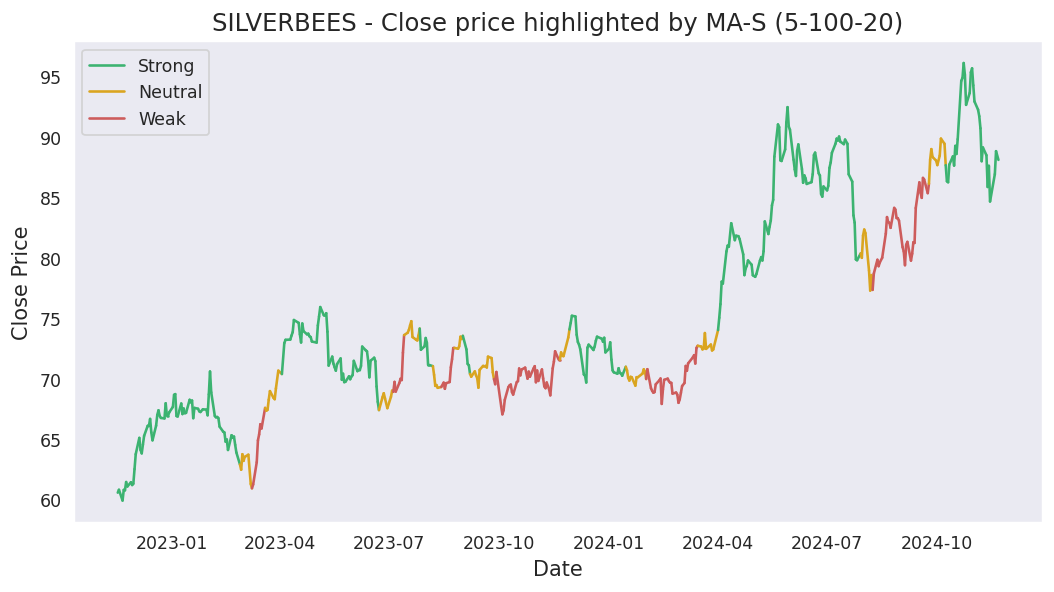 SILVERBEES - Close price highlighted by MA-S (5-100-20)
Strong
Neutral
Weak
Close Price
95
90
85
80
75
70
65
60
2023-01 2023-04 2023-07 2023-10 2024-01 2024-04 2024-07 2024-10
Date